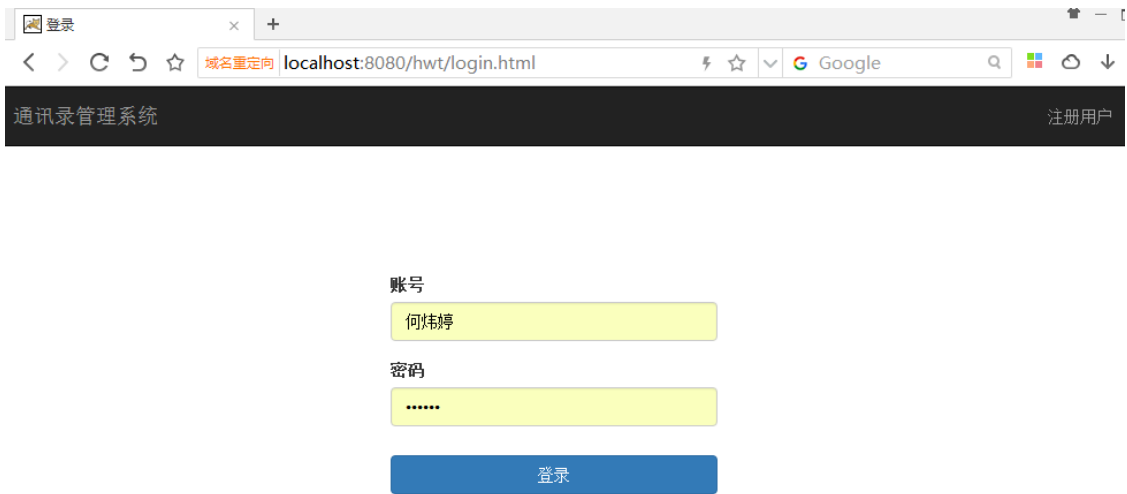 登录
域名重定向 localhost:8080/hwt/login.html Google
通讯录管理系统 注册用户
账号
何炜婷
密码
••••••
登录